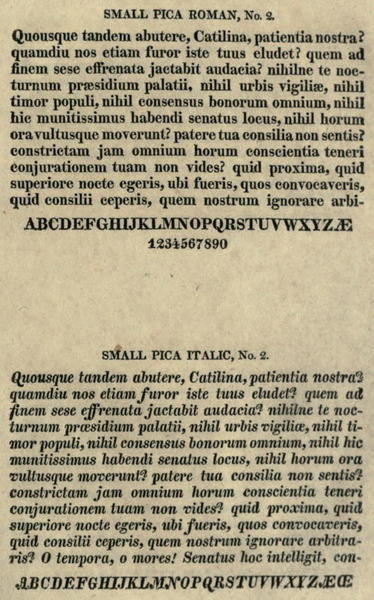 SMALL PICA ROMAN, No. 2.
Quousque tandem abutere, Catilina, patientia nostra?
quamdiu nos etiam furor iste tuus eludet? quem ad
finem sese effrenata jactabit audacia? nihilne te noc-
turnum præsidium palatii, nihil urbis vigiliæ, nihil
timor populi, nihil consensus bonorum omnium, nihil
hic munitissimus habendi senatus locus, nihil horum
ora vultusque moverunt? patere tua consilia non sentis?
constrictam jam omnium horum conscientia teneri
conjurationem tuam non vides? quid proxima, quid
superiore nocte egeris, ubi fueris, quos convocaveris,
quid consilii ceperis, quem nostrum ignorare arbi-
ABCDEFGHIJKLMNOPQRSTUVWXYZÆ
1234567890
SMALL PICA ITALIC, No. 2.
Quousque tandem abutere, Catilina, patientia nostra?
quamdiu nos etiam furor iste tuus eludet? quem ad
finem sese effrenata jactabit audacia? nihilne te noc-
turnum præsidium palatii, nihil urbis vigiliæ, nihil ti-
mor populi, nihil consensus bonorum omnium, nihil hic
munitissimus habendi senatus locus, nihil horum ora
vultusque moverunt? patere tua consilia non sentis?
constrictam jam omnium horum conscientia teneri
conjurationem tuam non vides? quid proxima, quid
superiore nocte egeris, ubi fueris, quos convocaveris,
quid consilii ceperis, quem nostrum ignorare arbitra-
ris? O tempora, o mores! Senatus hoc intelligit, con-
ABCDEFGHIJKLMNOPQRSTUVWXYZÆŒ